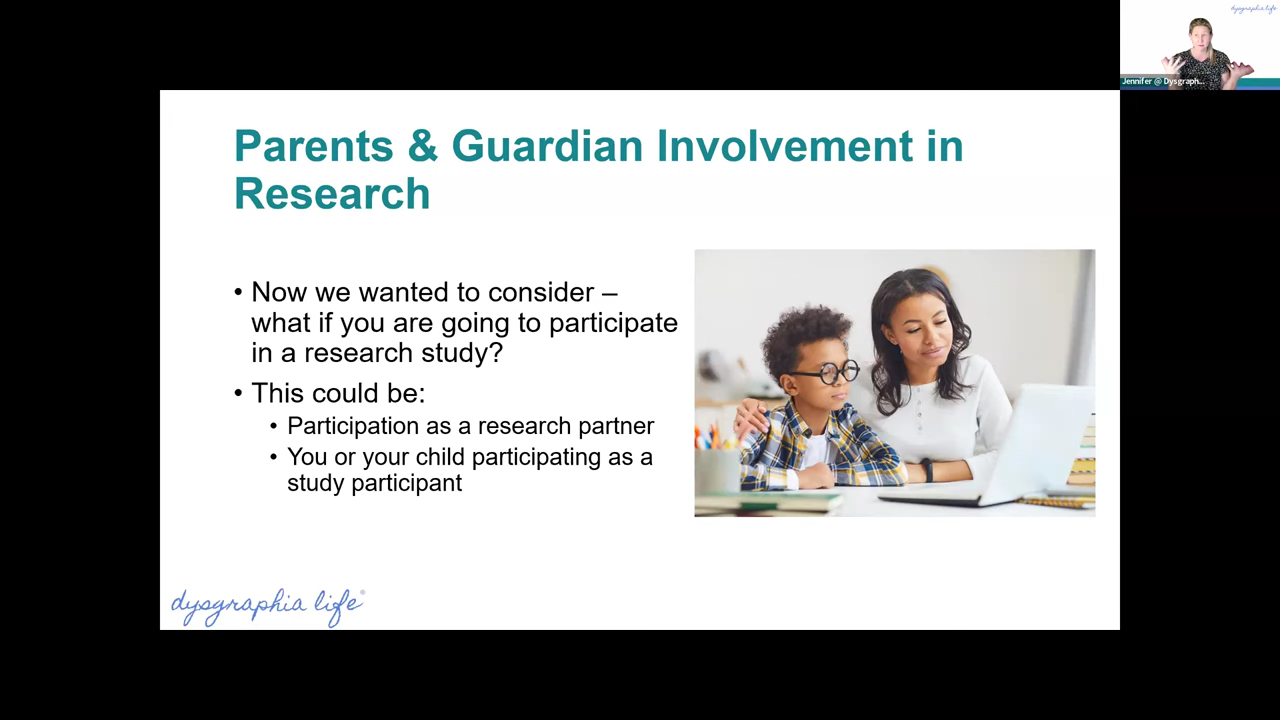 dysgraphia life
Jennifer @ Dysgraph...
Parents & Guardian Involvement in
Research
• Now we wanted to consider –
what if you are going to participate
in a research study?
• This could be:
• Participation as a research partner
• You or your child participating as a
study participant
dysgraphia life®